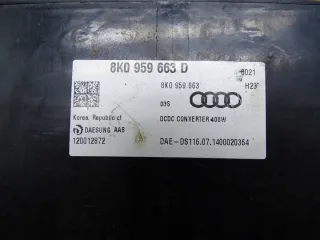 8K0 959 663 D
8K0 959 663
H23
035
Korea, Republic of
DAESUNG AAB
DCDC CONVERTER 400W
120012872
DAE-DS116.07.1400020364